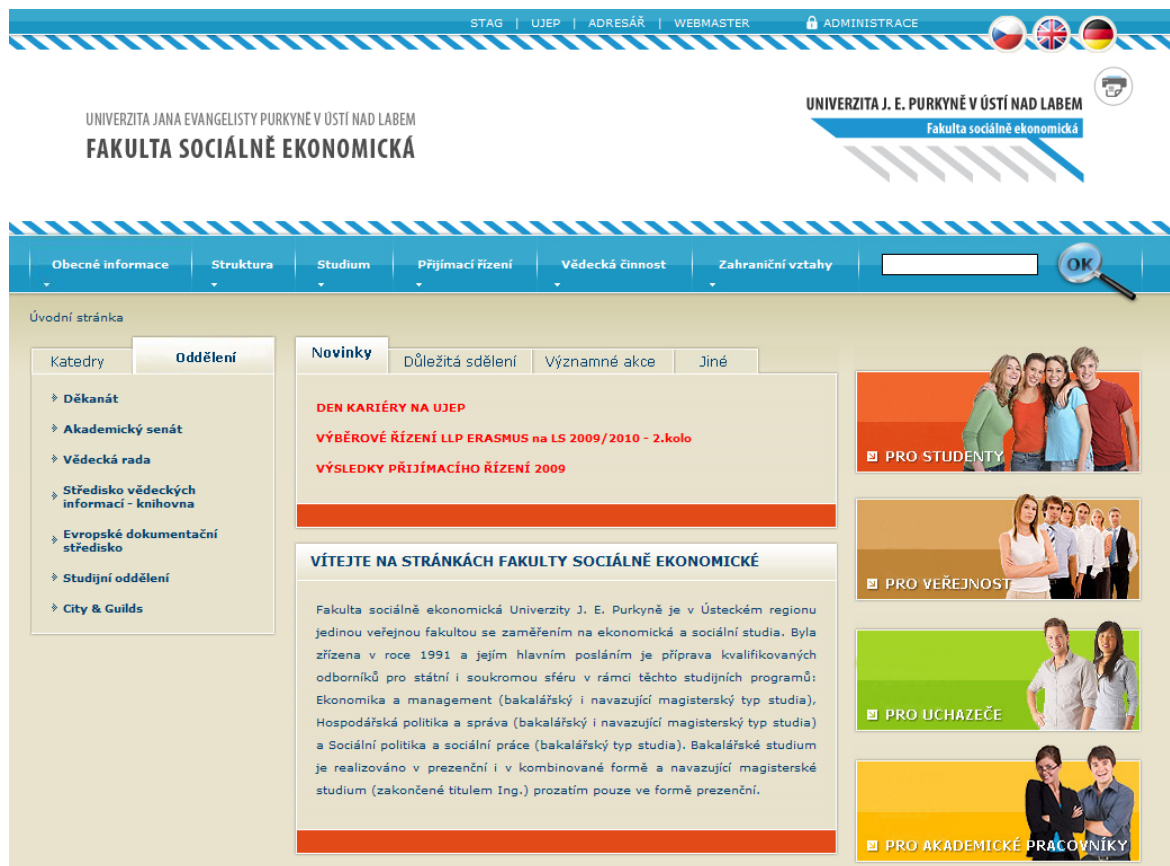 STAG | UJEP | ADRESÁŘ | WEBMASTER ADMINISTRACE
UNIVERZITA JANA EVANGELISTY PURKYNĚ V ÚSTÍ NAD LABEM
FAKULTA SOCIÁLNĚ EKONOMICKÁ
UNIVERZITA J. E. PURKYNĚ V ÚSTÍ NAD LABEM
Fakulta sociálně ekonomická
Obecné informace Struktura Studium Přijímací řízení Vědecká činnost Zahraniční vztahy OK
Úvodní stránka
Katedry Oddělení
Děkanát
Akademický senát
Vědecká rada
Středisko vědeckých
informací - knihovna
Evropské dokumentační
středisko
Studijní oddělení
City & Guilds
Novinky Důležitá sdělení Významné akce Jiné
DEN KARIÉRY NA UJEP
VÝBĚROVÉ ŘÍZENÍ LLP ERASMUS na LS 2009/2010 - 2.kolo
VÝSLEDKY PŘIJÍMACÍHO ŘÍZENÍ 2009
VÍTEJTE NA STRÁNKÁCH FAKULTY SOCIÁLNĚ EKONOMICKÉ
Fakulta sociálně ekonomická Univerzity J. E. Purkyně je v Ústeckém regionu
jedinou veřejnou fakultou se zaměřením na ekonomická a sociální studia. Byla
zřízena v roce 1991 a jejím hlavním posláním je příprava kvalifikovaných
odborníků pro státní i soukromou sféru v rámci těchto studijních programů:
Ekonomika a management (bakalářský i navazující magisterský typ studia),
Hospodářská politika a správa (bakalářský i navazující magisterský typ studia)
a Sociální politika a sociální práce (bakalářský typ studia). Bakalářské studium
je realizováno v prezenční i v kombinované formě a navazující magisterské
studium (zakončené titulem Ing.) prozatím pouze ve formě prezenční.
PRO STUDENTY
PRO VEŘEJNOST
PRO UCHAZEČE
PRO AKADEMICKÉ PRACOVNÍKY